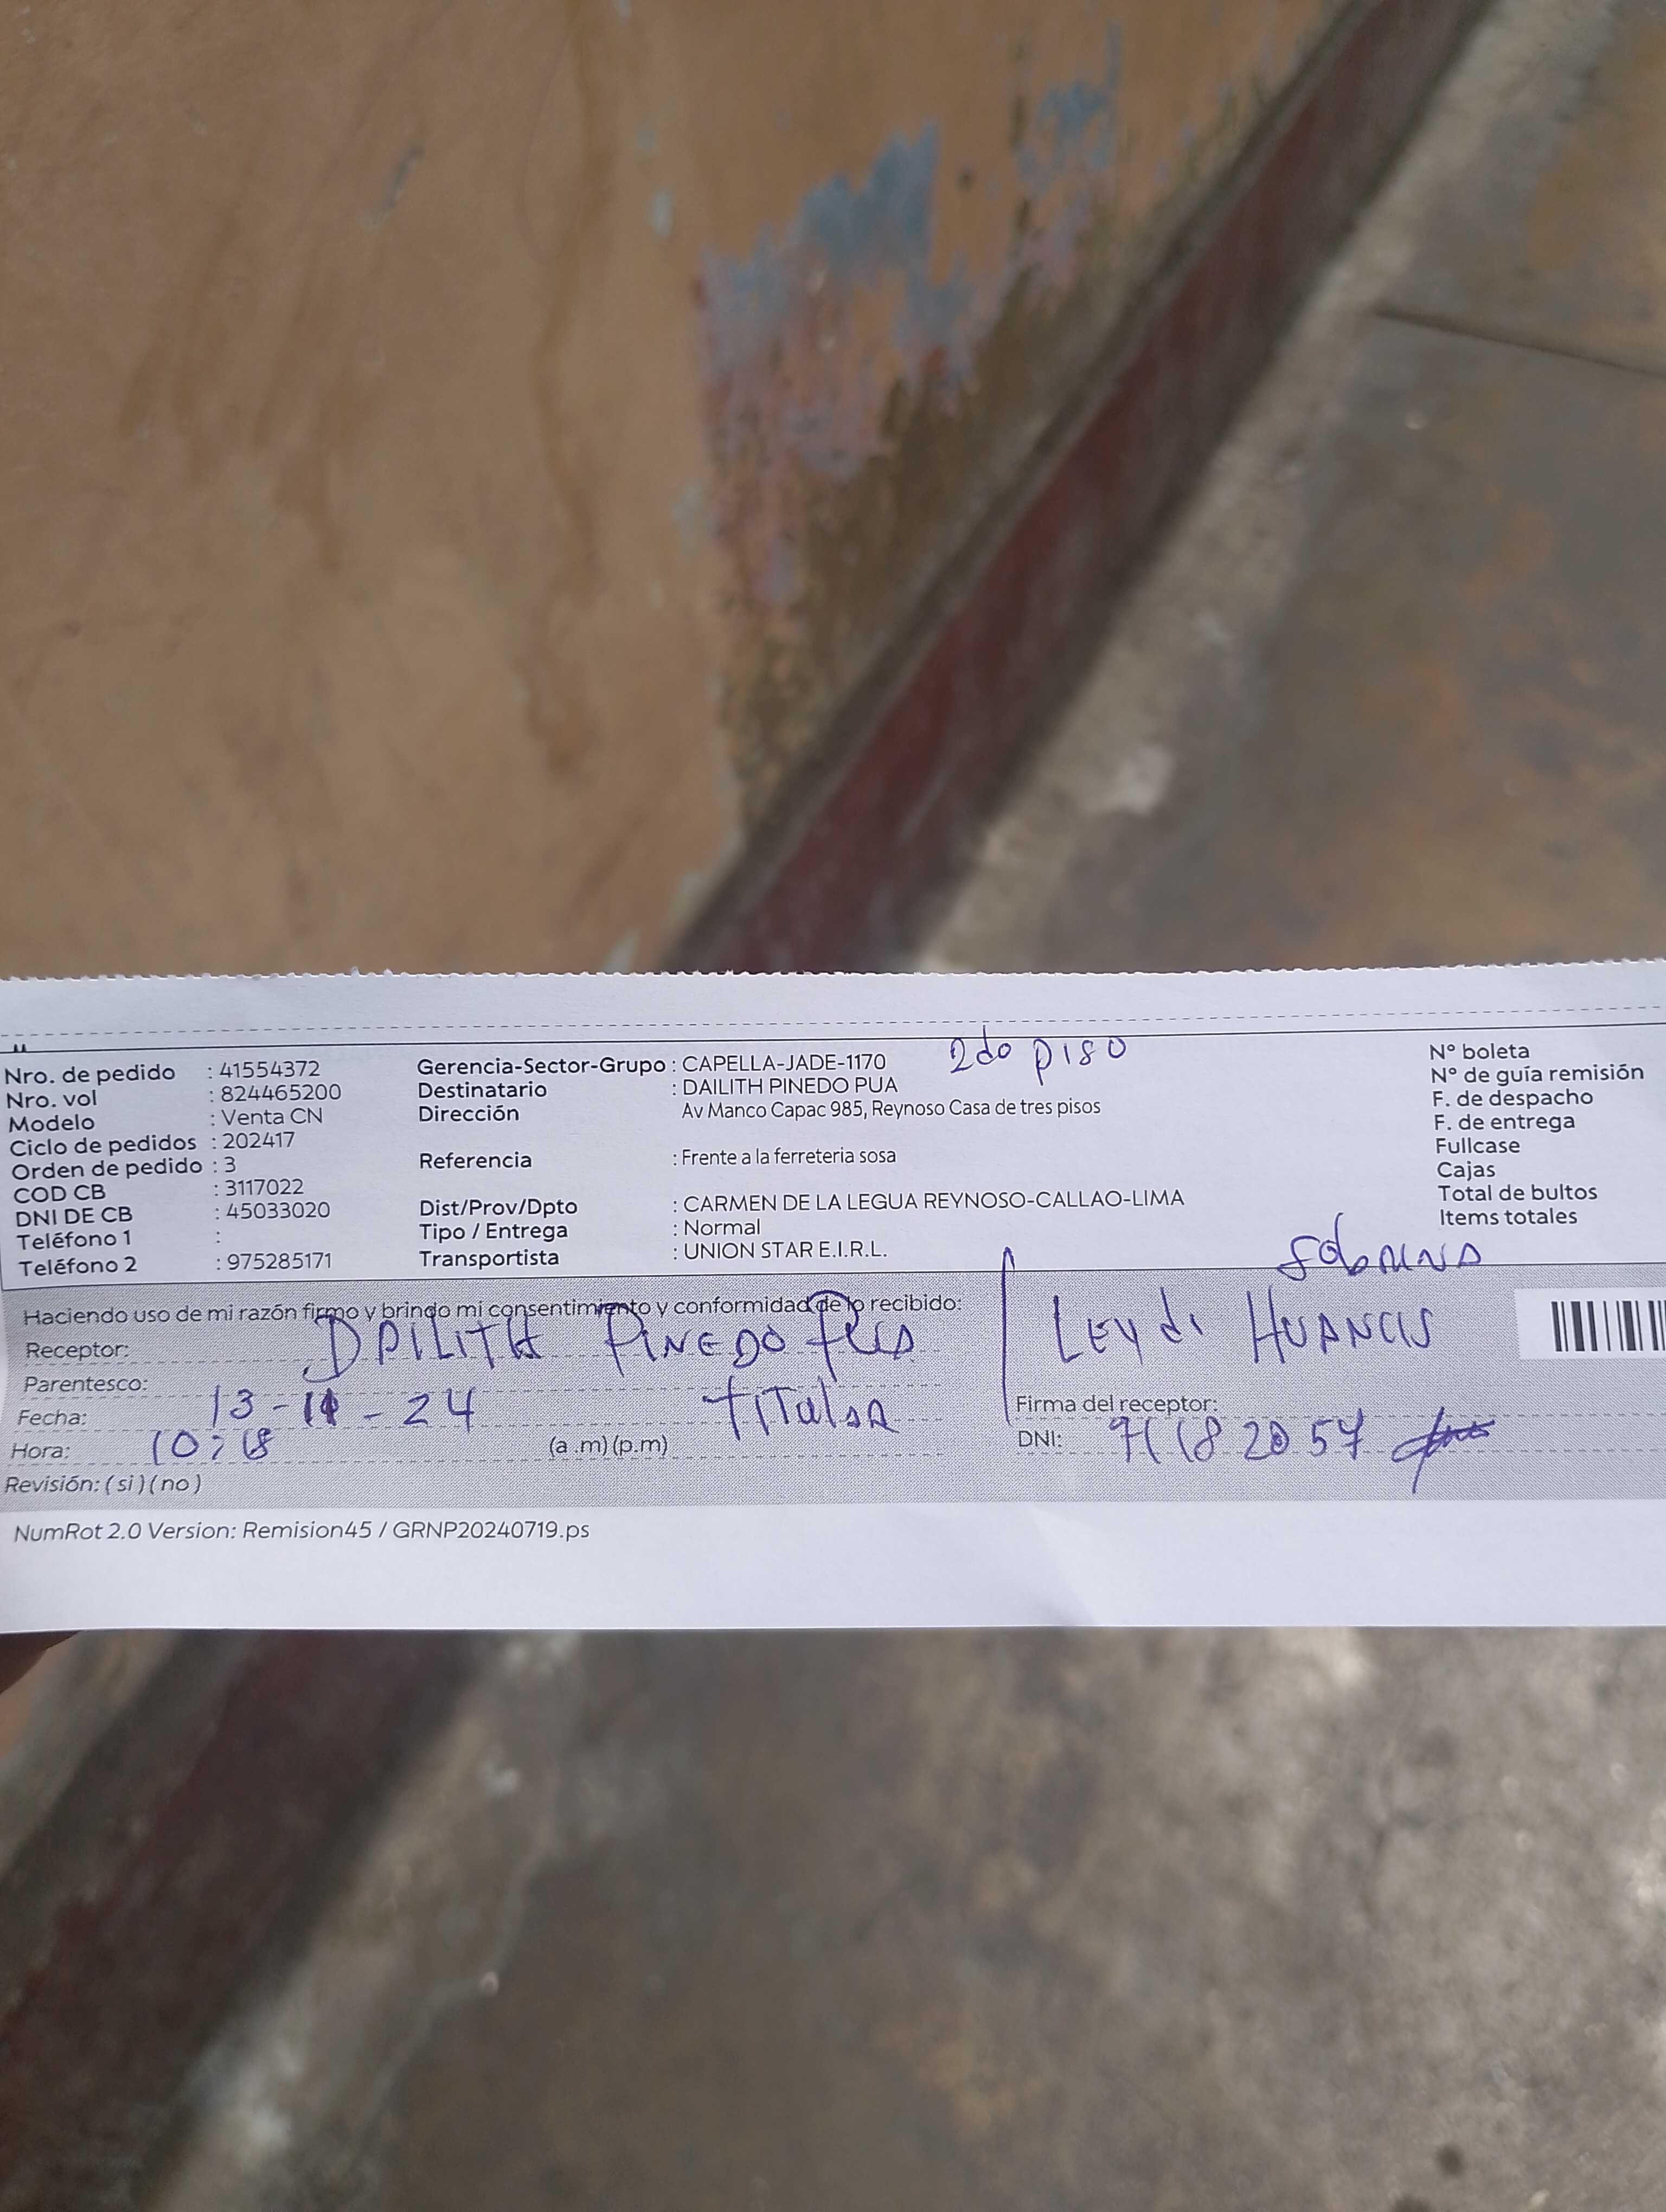 2do piso
Nro. de pedido : 41554372
Nro. vol : 824465200
Modelo : Venta CN
Ciclo de pedidos : 202417
Orden de pedido : 3
COD CB : 3117022
DNI DE CB : 45033020
Teléfono 1 :
Teléfono 2 : 975285171
Gerencia-Sector-Grupo : CAPELLA-JADE-1170
Destinatario : DAILITH PINEDO PUA
Dirección Av Manco Capac 985, Reynoso Casa de tres pisos
Referencia : Frente a la ferreteria sosa
Dist/Prov/Dpto : CARMEN DE LA LEGUA REYNOSO-CALLAO-LIMA
Tipo / Entrega : Normal
Transportista : UNION STAR E.I.R.L.
N° boleta
N° de guía remisión
F. de despacho
F. de entrega
Fullcase
Cajas
Total de bultos
Items totales
Haciendo uso de mi razón firmo y brindo mi consentimiento y conformidad de lo recibido:
Receptor: DAILITH PINEDO PUA
Parentesco:
Fecha: 13-11-24 TITULAR
Hora: 10:18 (a .m) (p.m)
Revisión: ( si ) ( no )
Sobrina
Leydi HUANCIS
Firma del receptor:
DNI: 71182057
NumRot 2.0 Version: Remision45 / GRNP20240719.ps